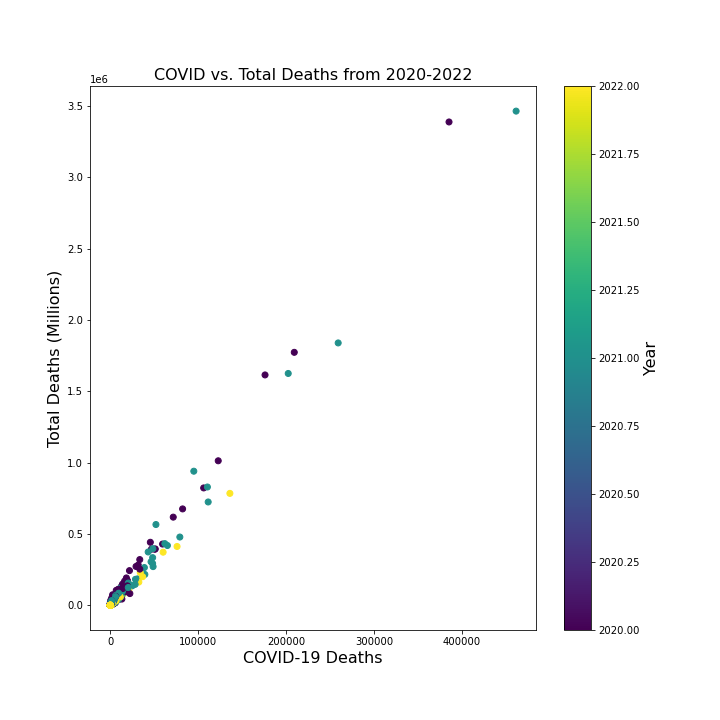 COVID vs. Total Deaths from 2020-2022
1e6
3.5
3.0
2.5
2.0
1.5
1.0
0.5
0.0
Total Deaths (Millions)
0 100000 200000 300000 400000
COVID-19 Deaths
2022.00
2021.75
2021.50
2021.25
2021.00
2020.75
2020.50
2020.25
2020.00
Year